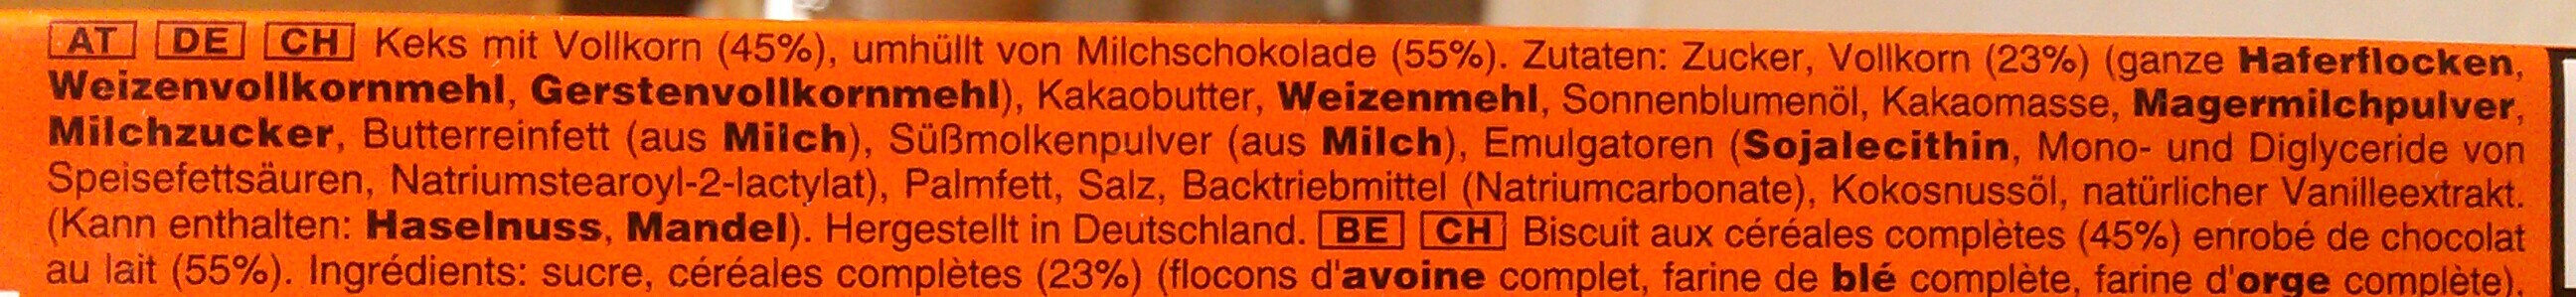 AT DE CH Keks mit Vollkorn (45%), umhüllt von Milchschokolade (55%). Zutaten: Zucker, Vollkorn (23%) (ganze Haferflocken,
Weizenvollkornmehl, Gerstenvollkornmehl), Kakaobutter, Weizenmehl, Sonnenblumenöl, Kakaomasse, Magermilchpulver,
Milchzucker, Butterreinfett (aus Milch), Süßmolkenpulver (aus Milch), Emulgatoren (Sojalecithin, Mono- und Diglyceride von
Speisefettsäuren, Natriumstearoyl-2-lactylat), Palmfett, Salz, Backtriebmittel (Natriumcarbonate), Kokosnussöl, natürlicher Vanilleextrakt.
(Kann enthalten: Haselnuss, Mandel). Hergestellt in Deutschland. BE CH Biscuit aux céréales complètes (45%) enrobé de chocolat
au lait (55%). Ingrédients: sucre, céréales complètes (23%) (flocons d'avoine complet, farine de blé complète, farine d'orge complète),